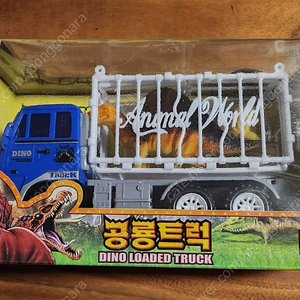 Animal World
DINO
TRUCK
공룡트럭
DINO LOADED TRUCK